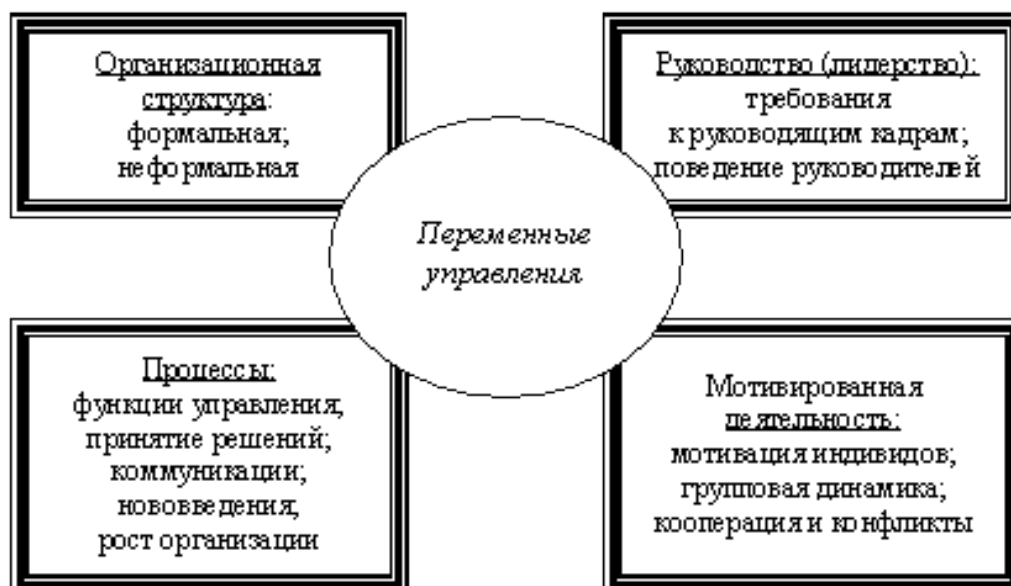 Организационная
структура:
формальная;
неформальная
Руководство (лидерство):
требования
к руководящим кадрам;
поведение руководителей
Переменные
управления
Процессы:
функции управления;
принятие решений;
коммуникации;
нововведения;
рост организации
Мотивированная
деятельность:
мотивация индивидов;
групповая динамика;
кооперация и конфликты